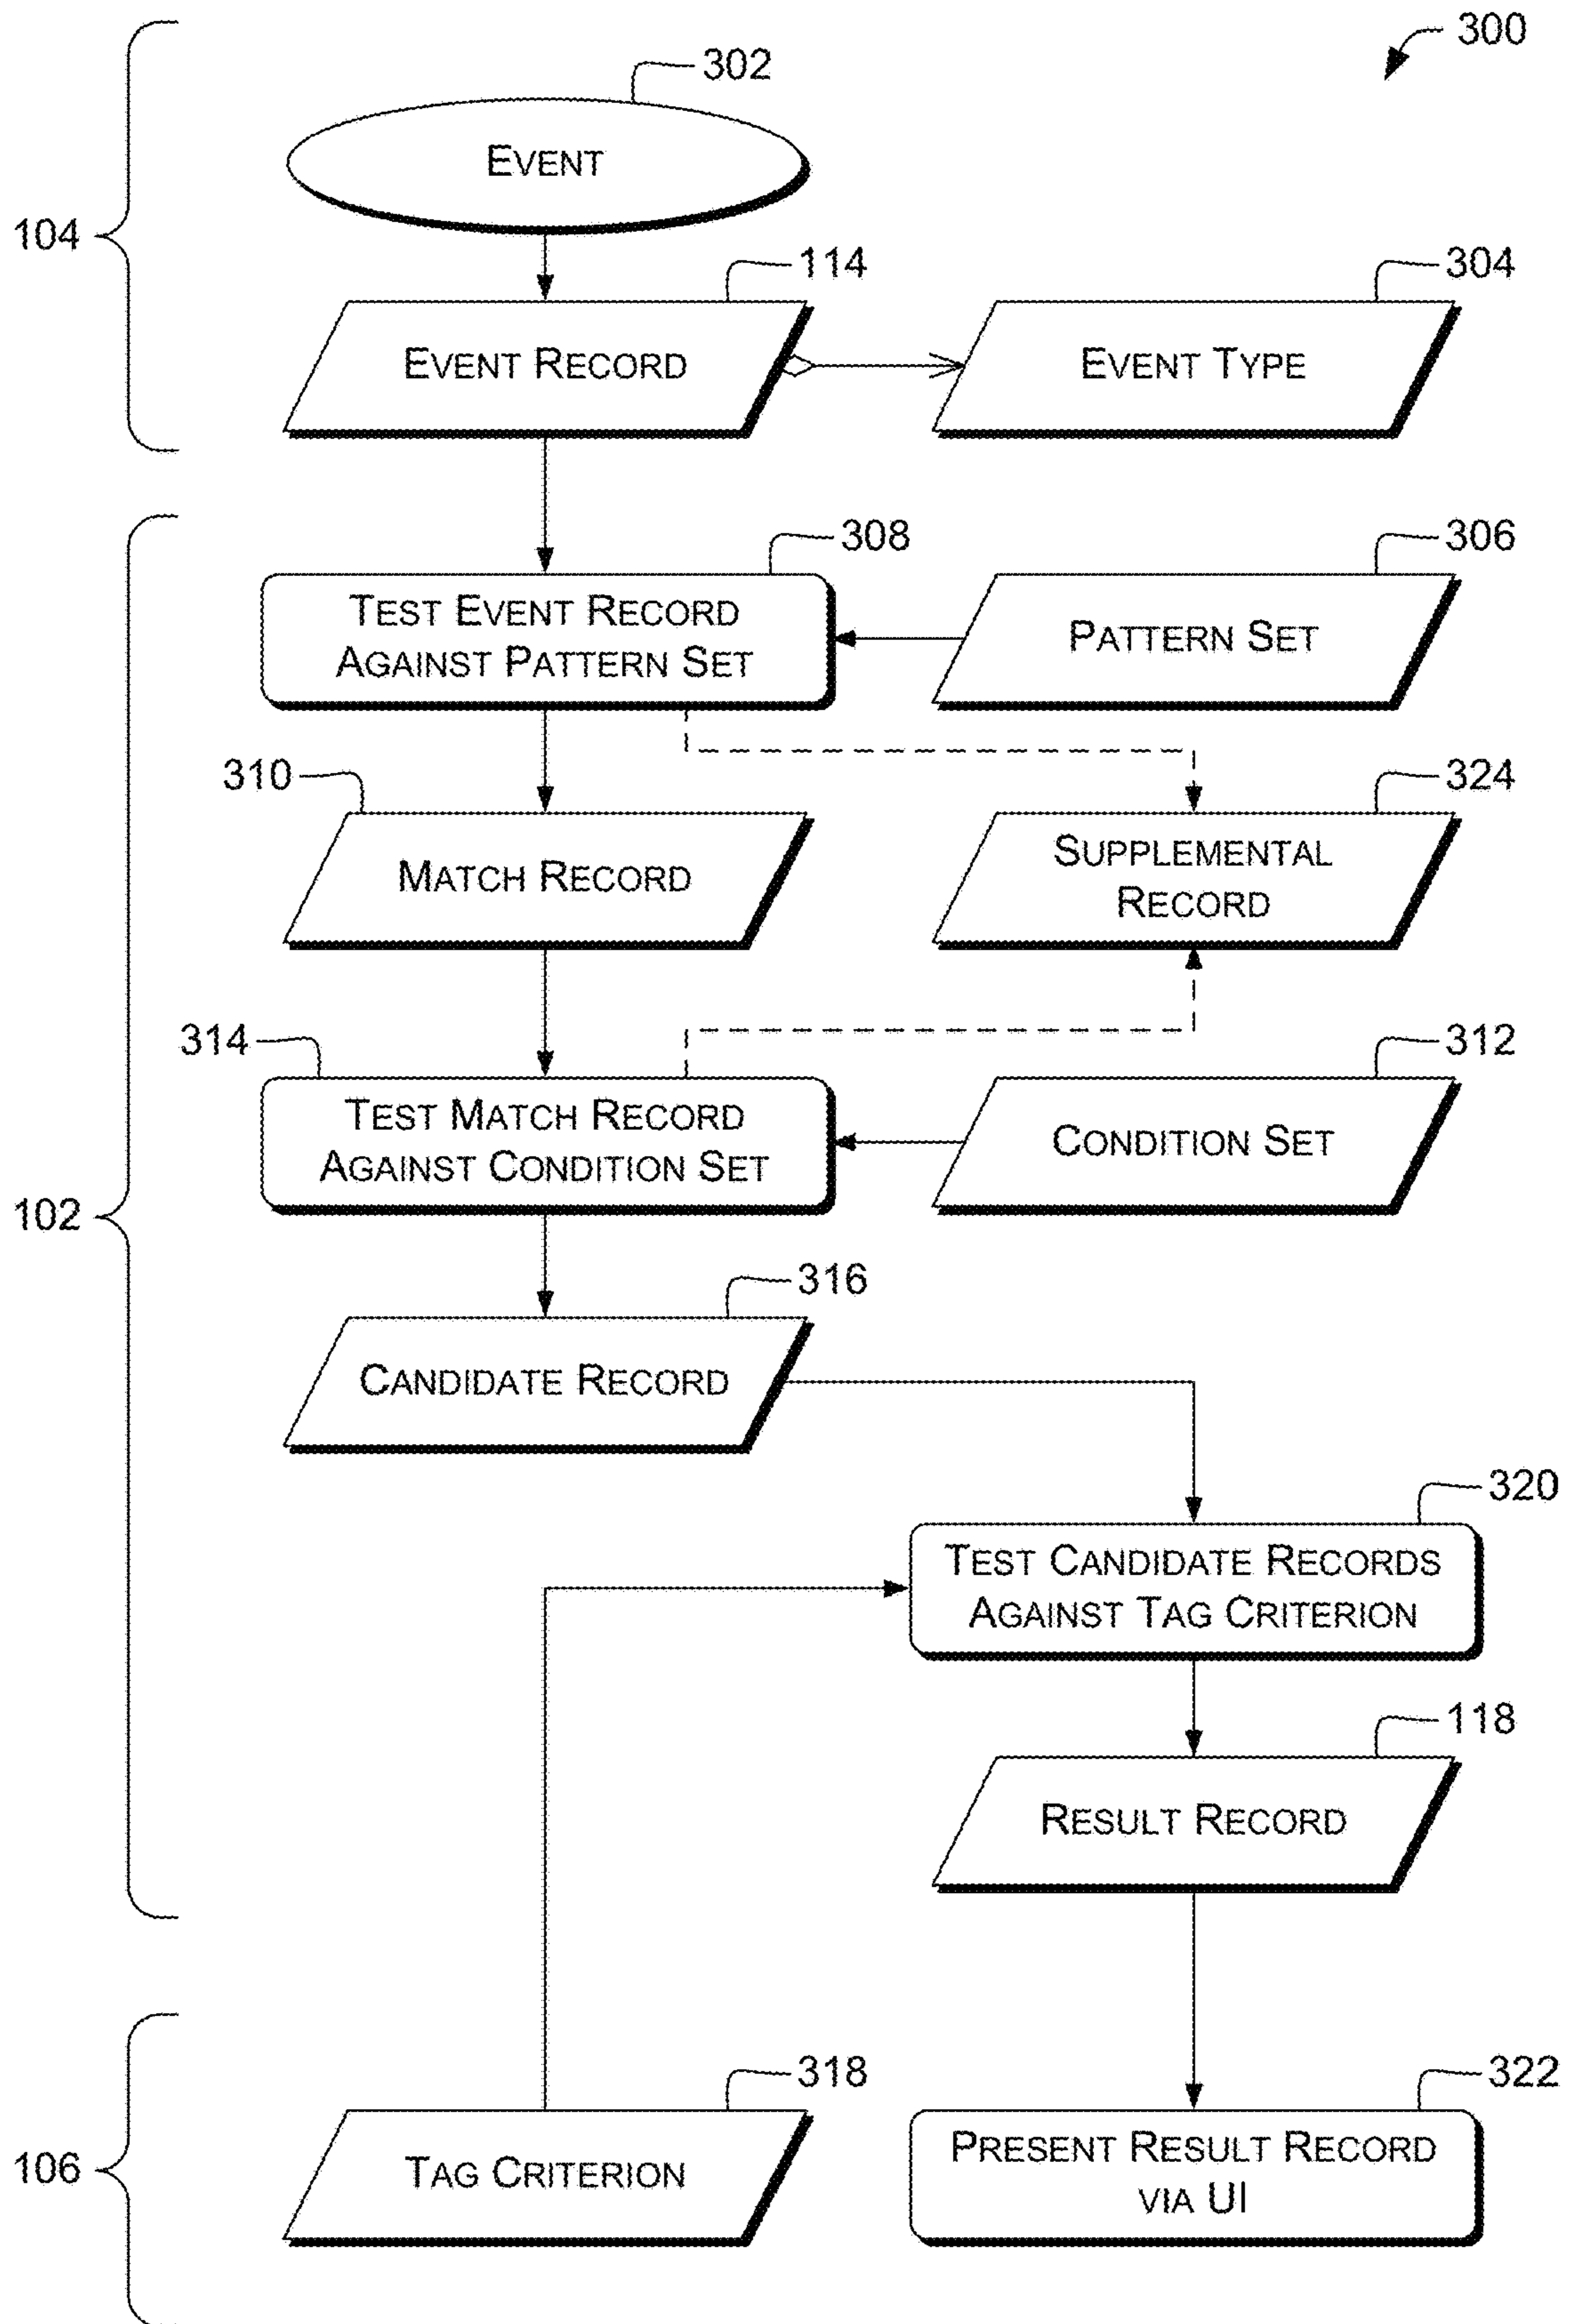 300
302
EVENT
104
114
304
EVENT RECORD
EVENT TYPE
308
306
TEST EVENT RECORD
AGAINST PATTERN SET
PATTERN SET
310
324
MATCH RECORD
SUPPLEMENTAL
RECORD
314
312
TEST MATCH RECORD
AGAINST CONDITION SET
CONDITION SET
102
316
CANDIDATE RECORD
320
TEST CANDIDATE RECORDS
AGAINST TAG CRITERION
118
RESULT RECORD
318
322
106
TAG CRITERION
PRESENT RESULT RECORD
VIA UI